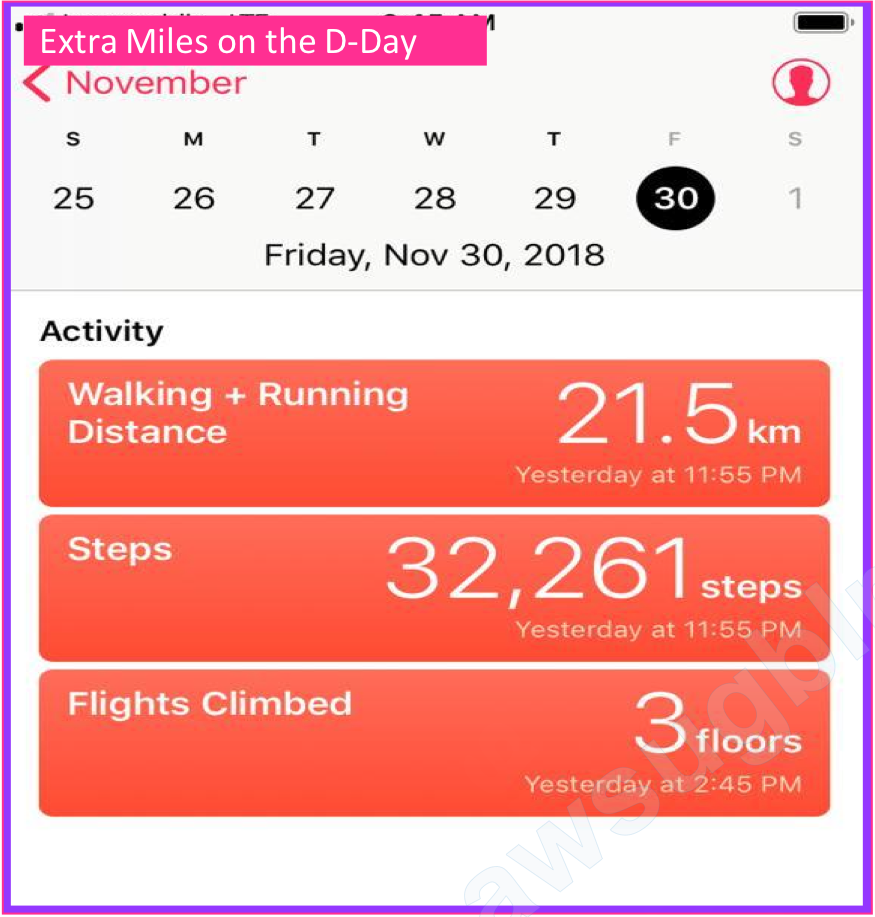 Extra Miles on the D-Day
November
S M T W T F S
25 26 27 28 29 30 1
Friday, Nov 30, 2018
Activity
Walking + Running
Distance
21.5 km
Yesterday at 11:55 PM
Steps
32,261 steps
Yesterday at 11:55 PM
Flights Climbed
3 floors
Yesterday at 2:45 PM
awsugblr